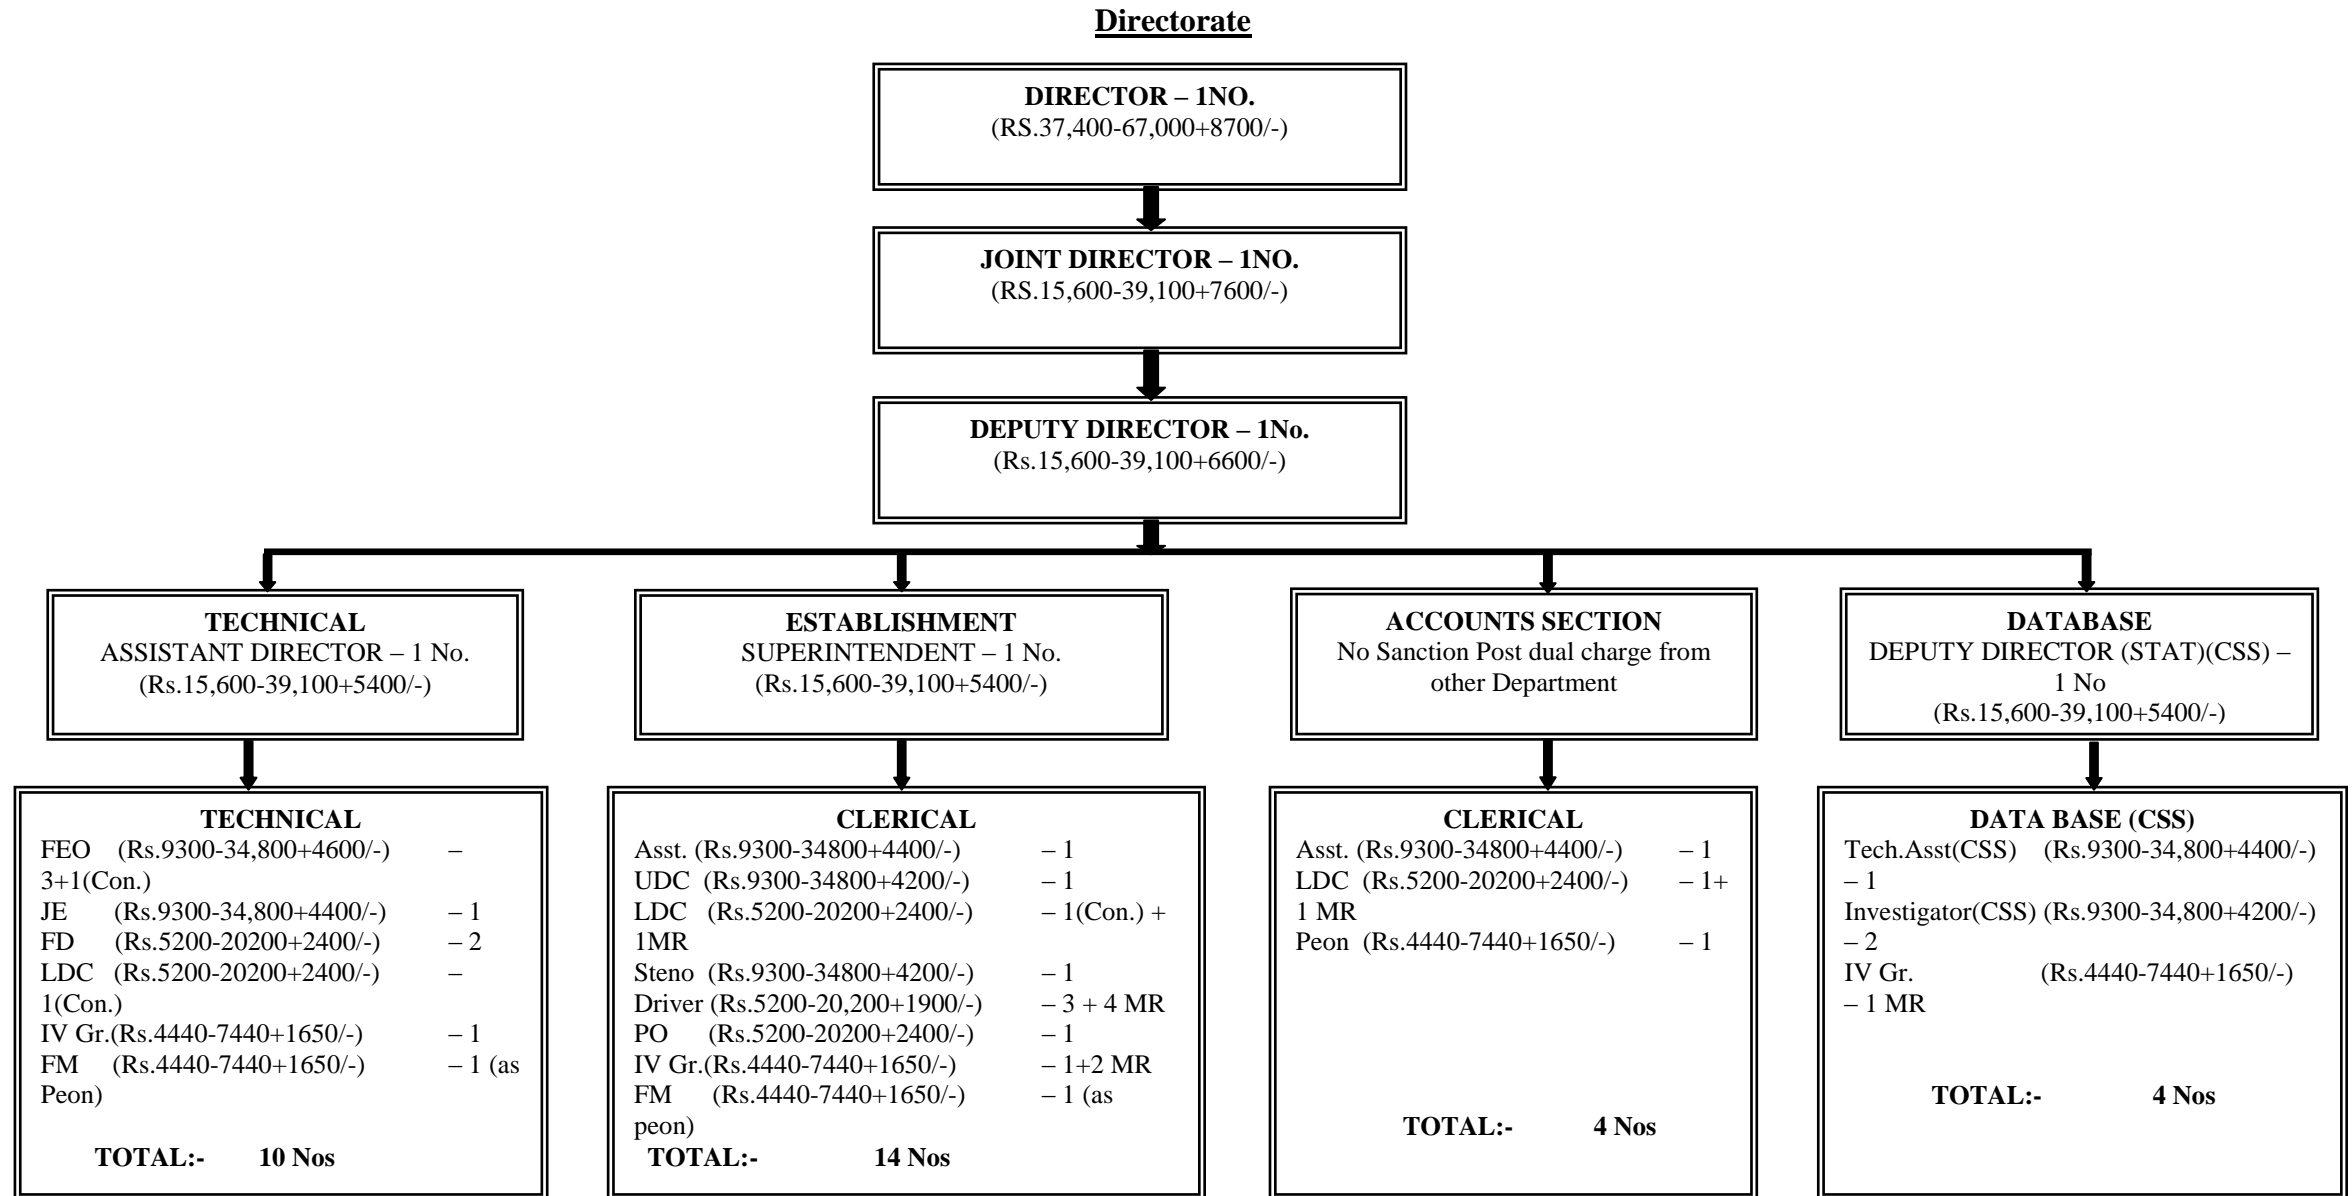 Directorate
DIRECTOR – 1NO.
(RS.37,400-67,000+8700/-)
JOINT DIRECTOR – 1NO.
(RS.15,600-39,100+7600/-)
DEPUTY DIRECTOR – 1No.
(Rs.15,600-39,100+6600/-)
TECHNICAL
ASSISTANT DIRECTOR – 1 No.
(Rs.15,600-39,100+5400/-)
ESTABLISHMENT
SUPERINTENDENT – 1 No.
(Rs.15,600-39,100+5400/-)
ACCOUNTS SECTION
No Sanction Post dual charge from
other Department
DATABASE
DEPUTY DIRECTOR (STAT)(CSS) –
1 No
(Rs.15,600-39,100+5400/-)
TECHNICAL
FEO (Rs.9300-34,800+4600/-) –
3+1(Con.)
JE (Rs.9300-34,800+4400/-) – 1
FD (Rs.5200-20200+2400/-) – 2
LDC (Rs.5200-20200+2400/-) –
1(Con.)
IV Gr.(Rs.4440-7440+1650/-) – 1
FM (Rs.4440-7440+1650/-) – 1 (as
Peon)
TOTAL:- 10 Nos
CLERICAL
Asst. (Rs.9300-34800+4400/-) – 1
UDC (Rs.9300-34800+4200/-) – 1
LDC (Rs.5200-20200+2400/-) – 1(Con.) +
1MR
Steno (Rs.9300-34800+4200/-) – 1
Driver (Rs.5200-20,200+1900/-) – 3 + 4 MR
PO (Rs.5200-20200+2400/-) – 1
IV Gr.(Rs.4440-7440+1650/-) – 1+2 MR
FM (Rs.4440-7440+1650/-) – 1 (as
peon)
TOTAL:- 14 Nos
CLERICAL
Asst. (Rs.9300-34800+4400/-) – 1
LDC (Rs.5200-20200+2400/-) – 1+
1 MR
Peon (Rs.4440-7440+1650/-) – 1
TOTAL:- 4 Nos
DATA BASE (CSS)
Tech.Asst(CSS) (Rs.9300-34,800+4400/-)
– 1
Investigator(CSS) (Rs.9300-34,800+4200/-)
– 2
IV Gr. (Rs.4440-7440+1650/-)
– 1 MR
TOTAL:- 4 Nos